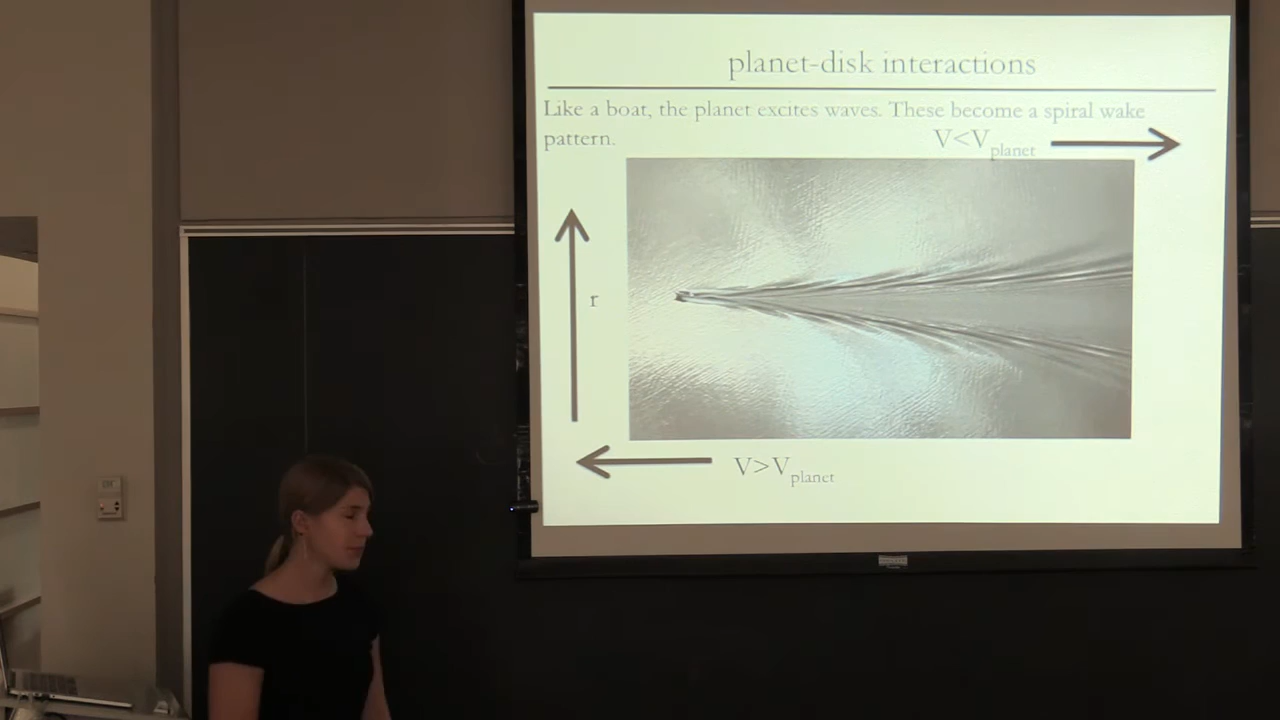 planet-disk interactions
Like a boat, the planet excites waves. These become a spiral wake
pattern.
V<Vplanet
r
V>Vplanet